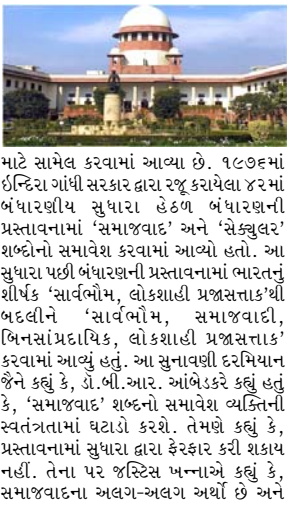 માટે સામેલ કરવામાં આવ્યા છે. ૧૯૭૬માં
ઇન્દિરા ગાંધી સરકાર દ્વારા રજૂ કરાયેલા ૪૨માં
બંધારણીય સુધારા હેઠળ બંધારણની
પ્રસ્તાવનામાં ‘સમાજવાદ’ અને ‘સેક્યુલર’
શબ્દોનો સમાવેશ કરવામાં આવ્યો હતો. આ
સુધારા પછી બંધારણની પ્રસ્તાવનામાં ભારતનું
શીર્ષક ‘સાર્વભૌમ, લોકશાહી પ્રજાસત્તાક’થી
બદલીને ‘સાર્વભૌમ, સમાજવાદી,
બિનસાંપ્રદાયિક, લોકશાહી પ્રજાસત્તાક’
કરવામાં આવ્યું હતું. આ સુનાવણી દરમિયાન
જૈને કહ્યું કે, ડૉ.બી.આર. આંબેડકરે કહ્યું હતું
કે, ‘સમાજવાદ’ શબ્દનો સમાવેશ વ્યક્તિની
સ્વતંત્રતામાં ઘટાડો કરશે. તેમણે કહ્યું કે,
પ્રસ્તાવનામાં સુધારા દ્વારા ફેરફાર કરી શકાય
નહીં. તેના પર જસ્ટિસ ખન્નાએ કહ્યું કે,
સમાજવાદના અલગ-અલગ અર્થો છે અને